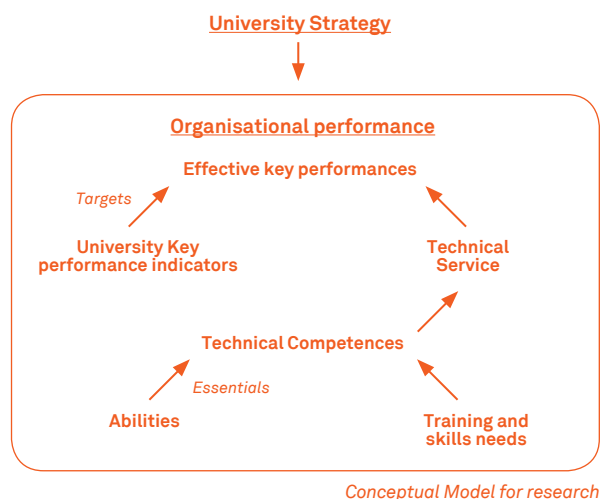 University Strategy
Organisational performance
Effective key performances
Targets
University Key
performance indicators
Technical
Service
Technical Competences
Essentials
Abilities
Training and
skills needs
Conceptual Model for research